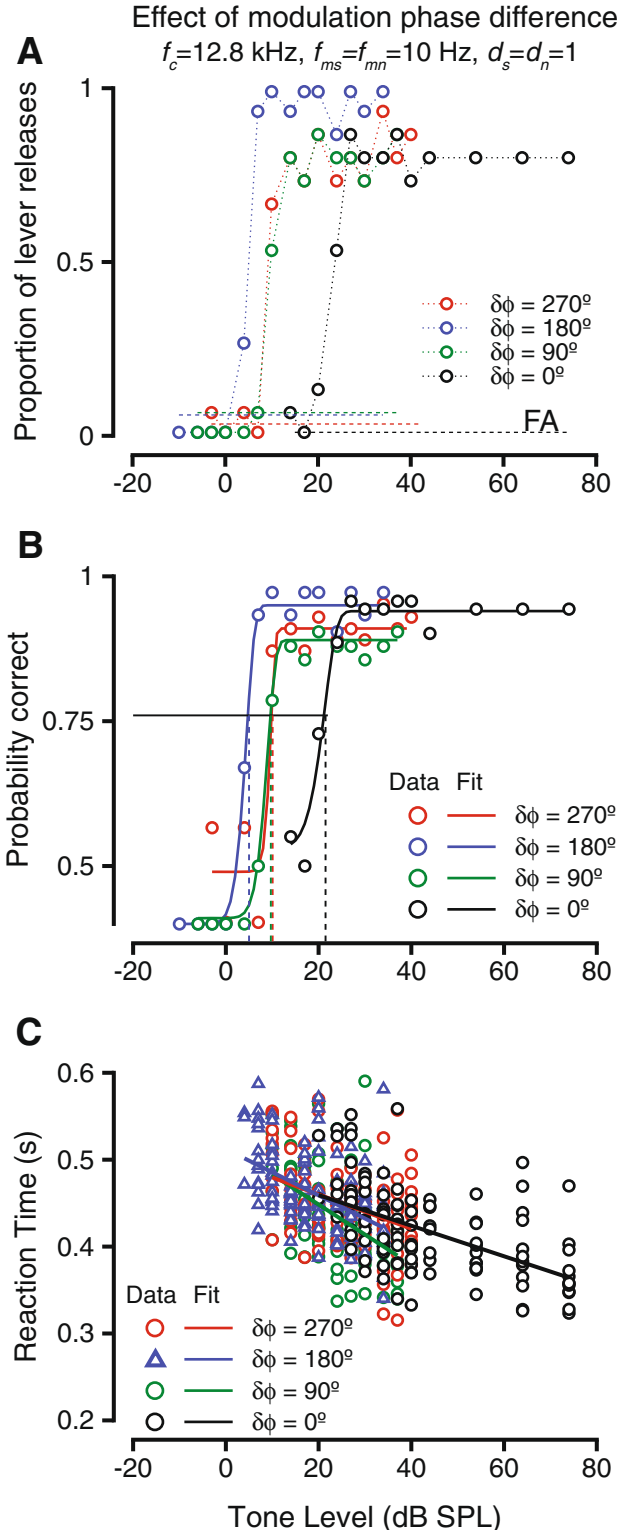 Effect of modulation phase difference
f_c=12.8 kHz, f_ms=f_mn=10 Hz, d_s=d_n=1
A
Proportion of lever releases
1
0.5
0
δϕ = 270º
δϕ = 180º
δϕ = 90º
δϕ = 0º
FA
-20 0 20 40 60 80
B
Probability correct
1
0.75
0.5
Data Fit
δϕ = 270º
δϕ = 180º
δϕ = 90º
δϕ = 0º
-20 0 20 40 60 80
C
Reaction Time (s)
0.6
0.5
0.4
0.3
0.2
Data Fit
δϕ = 270º
δϕ = 180º
δϕ = 90º
δϕ = 0º
-20 0 20 40 60 80
Tone Level (dB SPL)